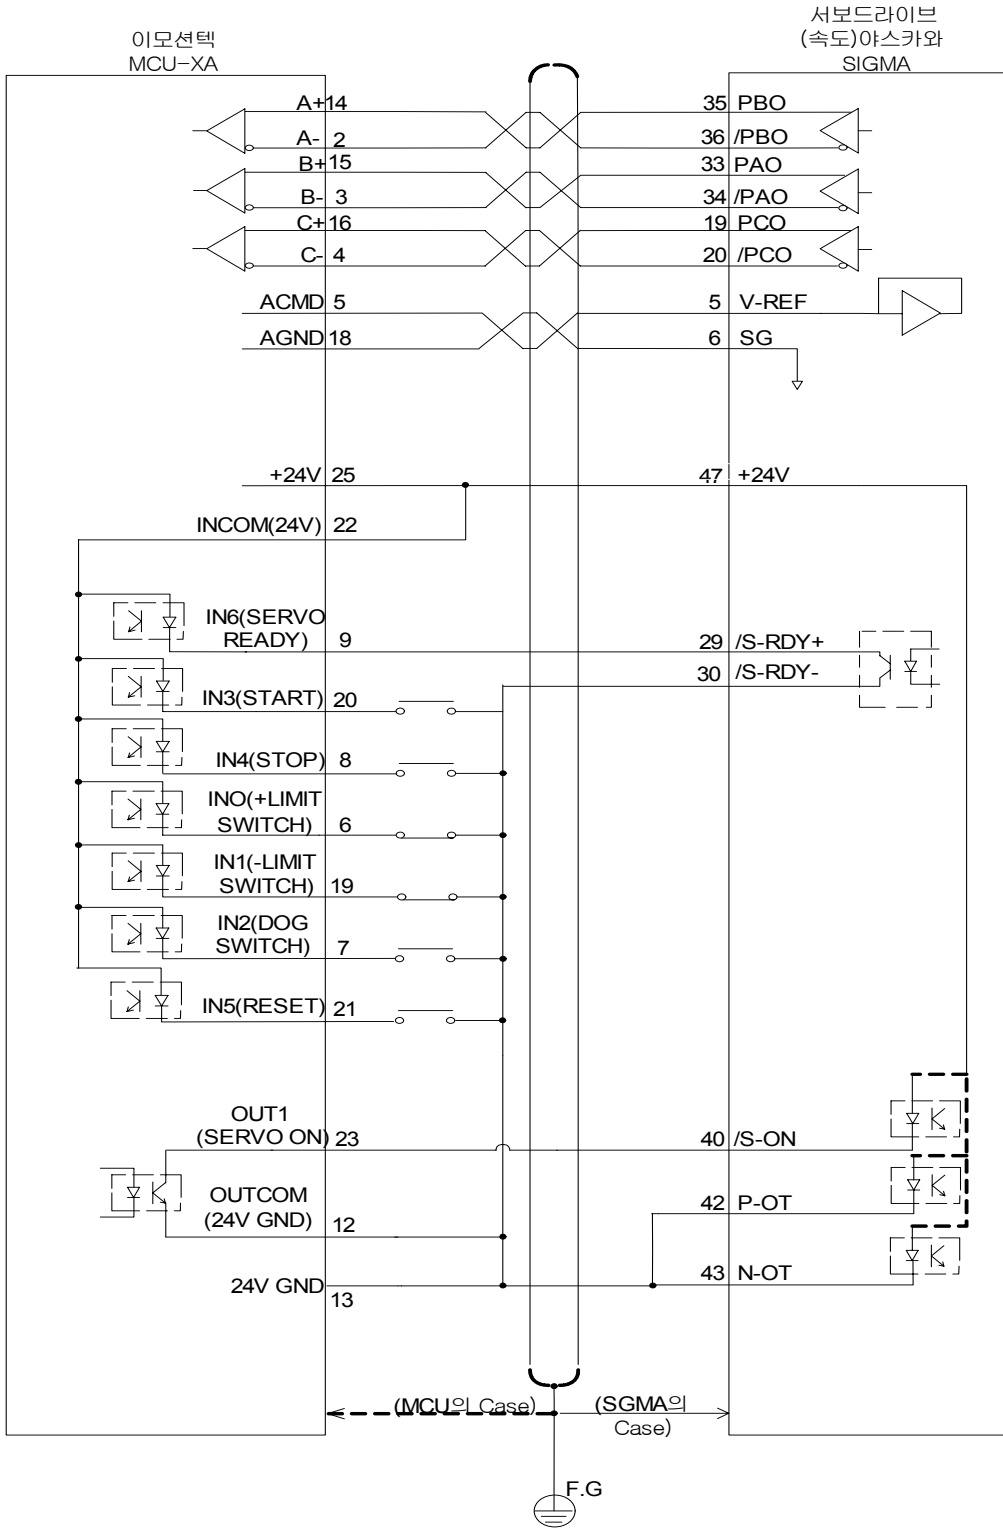 이모션텍
MCU-XA
서보드라이브
(속도)야스카와
SIGMA
A+ 14
35 PBO
A- 2
36 /PBO
B+ 15
33 PAO
B- 3
34 /PAO
C+ 16
19 PCO
C- 4
20 /PCO
ACMD 5
5 V-REF
AGND 18
6 SG
+24V 25
47 +24V
INCOM(24V) 22
IN6(SERVO
READY) 9
29 /S-RDY+
30 /S-RDY-
IN3(START) 20
IN4(STOP) 8
INO(+LIMIT
SWITCH) 6
IN1(-LIMIT
SWITCH) 19
IN2(DOG
SWITCH) 7
IN5(RESET) 21
OUT1
(SERVO ON) 23
40 /S-ON
OUTCOM
(24V GND) 12
42 P-OT
24V GND
13
43 N-OT
(MCU의 Case)
(SGMA의
Case)
F.G